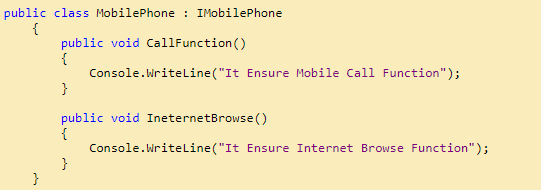 public class MobilePhone : IMobilePhone
{
public void CallFunction()
{
Console.WriteLine("It Ensure Mobile Call Function");
}
public void IneternetBrowse()
{
Console.WriteLine("It Ensure Internet Browse Function");
}
}